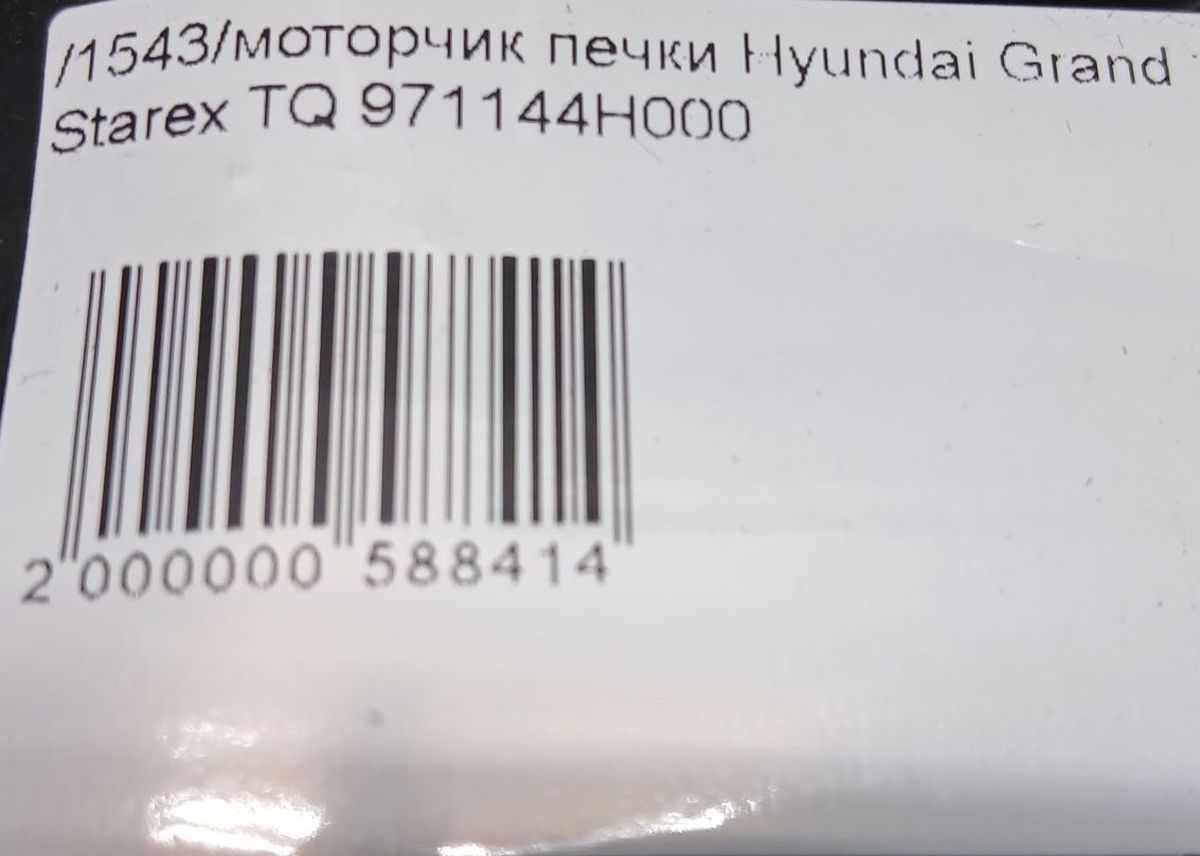 /1543/моторчик печки Hyundai Grand
Starex TQ 971144H000
2 000000 588414